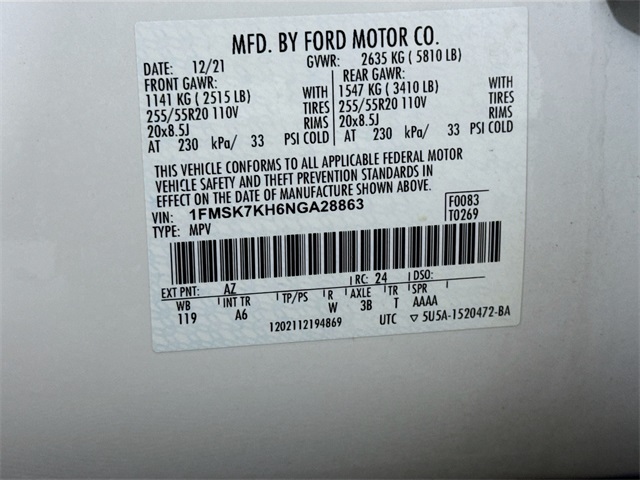 MFD. BY FORD MOTOR CO.
DATE: 12/21 GVWR: 2635 KG ( 5810 LB)
FRONT GAWR: REAR GAWR:
1141 KG ( 2515 LB) WITH 1547 KG ( 3410 LB) WITH
255/55R20 110V TIRES 255/55R20 110V TIRES
20x8.5J RIMS 20x8.5J RIMS
AT 230 kPa/ 33 PSI COLD AT 230 kPa/ 33 PSI COLD
THIS VEHICLE CONFORMS TO ALL APPLICABLE FEDERAL MOTOR
VEHICLE SAFETY AND THEFT PREVENTION STANDARDS IN
EFFECT ON THE DATE OF MANUFACTURE SHOWN ABOVE.
VIN: 1FMSK7KH6NGA28863 F0083
TYPE: MPV T0269
EXT PNT: AZ RC: 24 DSO:
WB INT TR TP/PS R AXLE TR SPR
119 A6 W 3B T AAAA
1202112194869 UTC ▽ 5U5A-1520472-BA